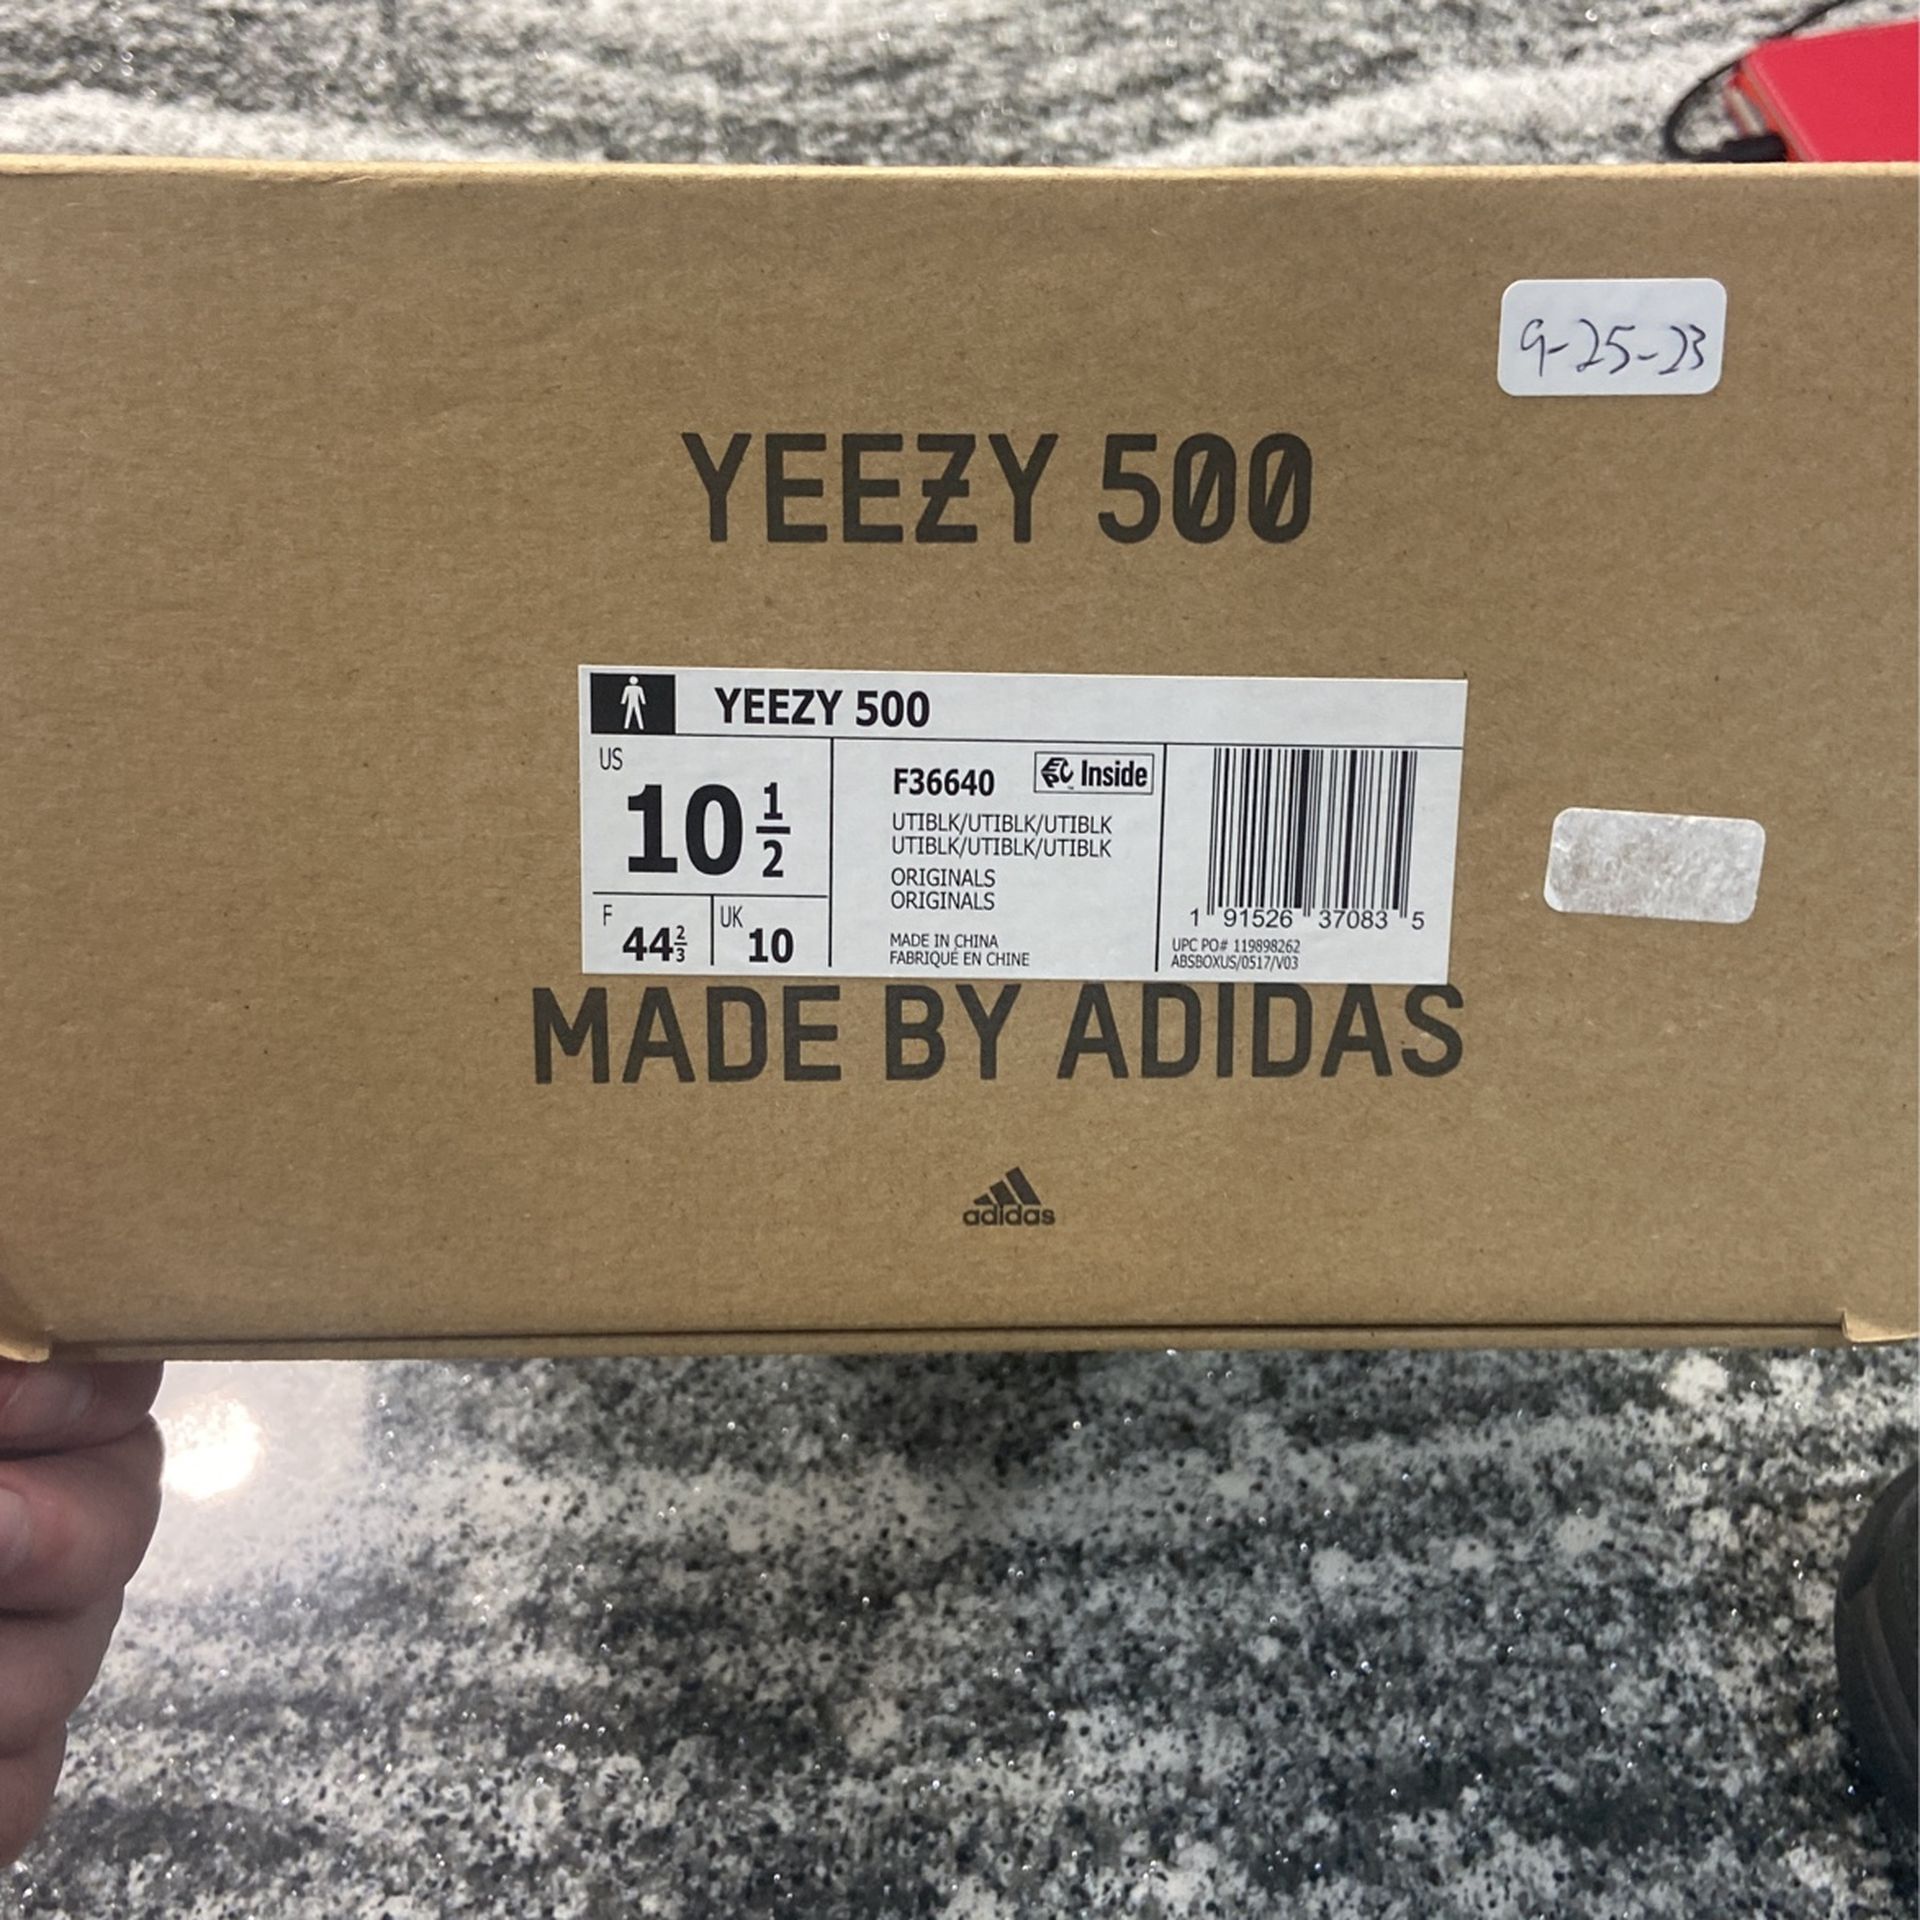 9-25-23
YEEZY 500
YEEZY 500
US
10 1/2
F
44 2/3
UK
10
F36640
EPC Inside
UTIBLK/UTIBLK/UTIBLK
UTIBLK/UTIBLK/UTIBLK
ORIGINALS
ORIGINALS
MADE IN CHINA
FABRIQUÉ EN CHINE
1 91526 37083 5
UPC PO# 119898262
ABSBOXUS/0517/V03
MADE BY ADIDAS
adidas